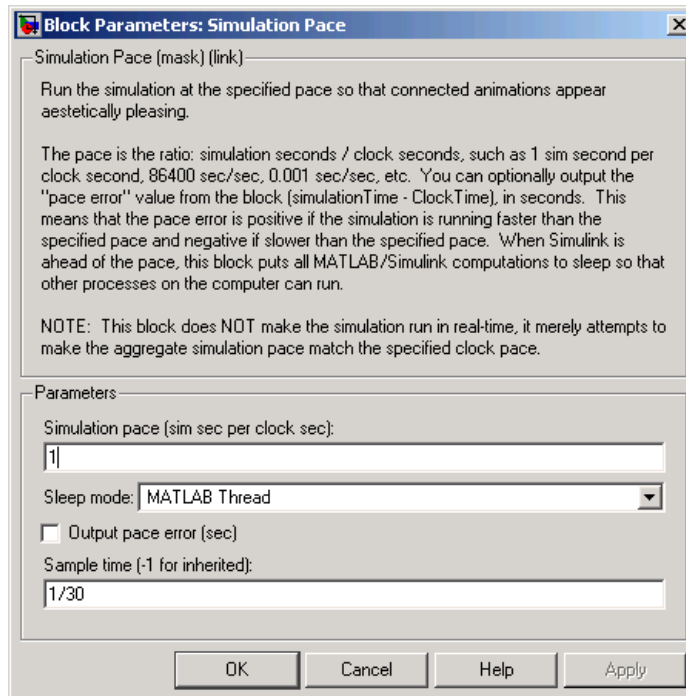 Block Parameters: Simulation Pace
Simulation Pace (mask) (link)
Run the simulation at the specified pace so that connected animations appear
aestetically pleasing.
The pace is the ratio: simulation seconds / clock seconds, such as 1 sim second per
clock second, 86400 sec/sec, 0.001 sec/sec, etc. You can optionally output the
"pace error" value from the block (simulationTime - ClockTime), in seconds. This
means that the pace error is positive if the simulation is running faster than the
specified pace and negative if slower than the specified pace. When Simulink is
ahead of the pace, this block puts all MATLAB/Simulink computations to sleep so that
other processes on the computer can run.
NOTE: This block does NOT make the simulation run in real-time, it merely attempts to
make the aggregate simulation pace match the specified clock pace.
Parameters
Simulation pace (sim sec per clock sec):
1
Sleep mode: MATLAB Thread
Output pace error (sec)
Sample time (-1 for inherited):
1/30
OK Cancel Help Apply